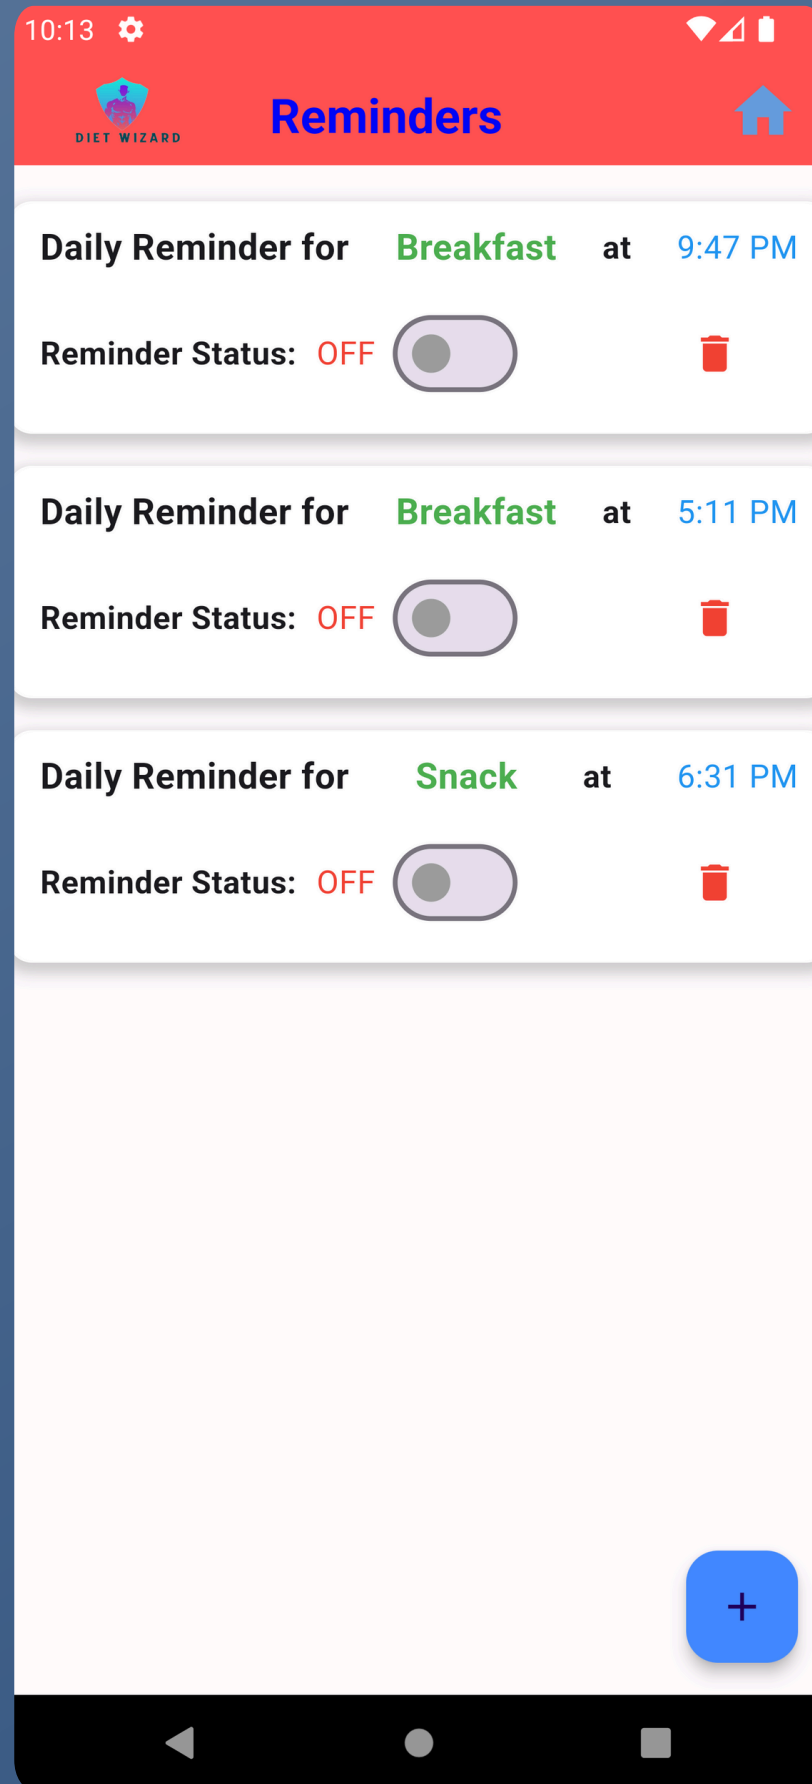 10:13
DIET WIZARD
Reminders
Daily Reminder for Breakfast at 9:47 PM
Reminder Status: OFF
Daily Reminder for Breakfast at 5:11 PM
Reminder Status: OFF
Daily Reminder for Snack at 6:31 PM
Reminder Status: OFF
+